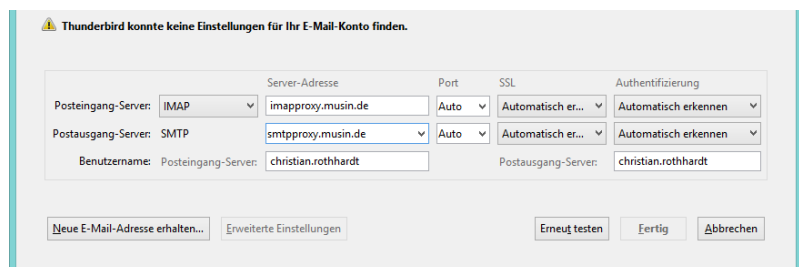 Thunderbird konnte keine Einstellungen für Ihr E-Mail-Konto finden.
Server-Adresse Port SSL Authentifizierung
Posteingang-Server: IMAP imapproxy.musin.de Auto Automatisch er... Automatisch erkennen
Postausgang-Server: SMTP smtpproxy.musin.de Auto Automatisch er... Automatisch erkennen
Benutzername: Posteingang-Server: christian.rothhardt Postausgang-Server: christian.rothhardt
Neue E-Mail-Adresse erhalten... Erweiterte Einstellungen Erneut testen Fertig Abbrechen